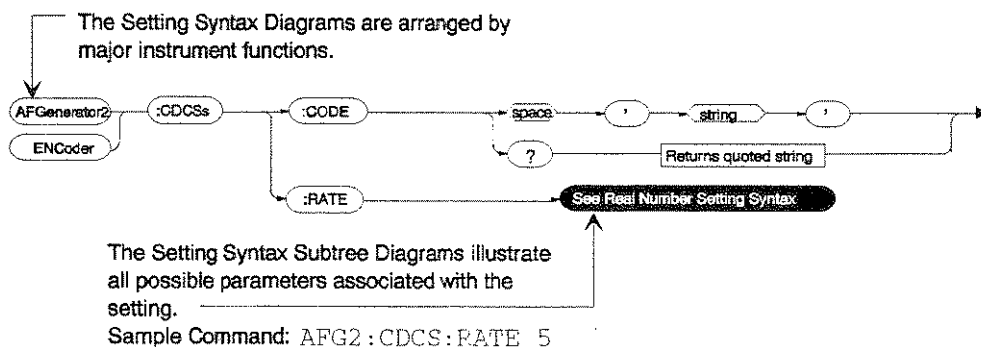 The Setting Syntax Diagrams are arranged by
major instrument functions.
AFGenerator2 :CDCSs :CODE space ' string '
ENCoder ? Returns quoted string
:RATE See Real Number Setting Syntax
The Setting Syntax Subtree Diagrams illustrate
all possible parameters associated with the
setting.
Sample Command: AFG2:CDCS:RATE 5